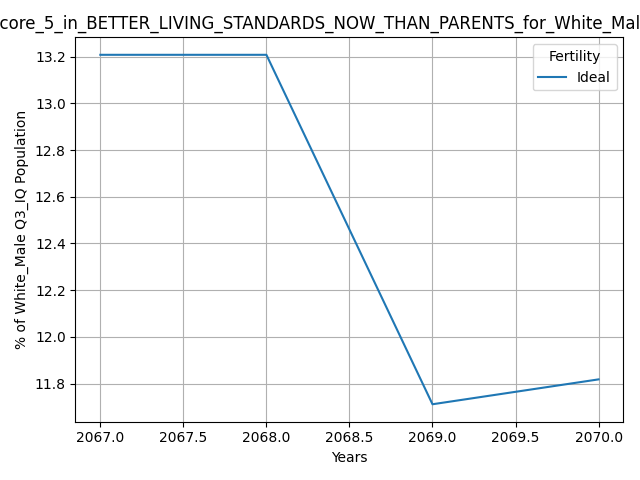 core_5_in_BETTER_LIVING_STANDARDS_NOW_THAN_PARENTS_for_White_Mal
Fertility
Ideal
% of White_Male Q3_IQ Population
13.2
13.0
12.8
12.6
12.4
12.2
12.0
11.8
2067.0 2067.5 2068.0 2068.5 2069.0 2069.5 2070.0
Years